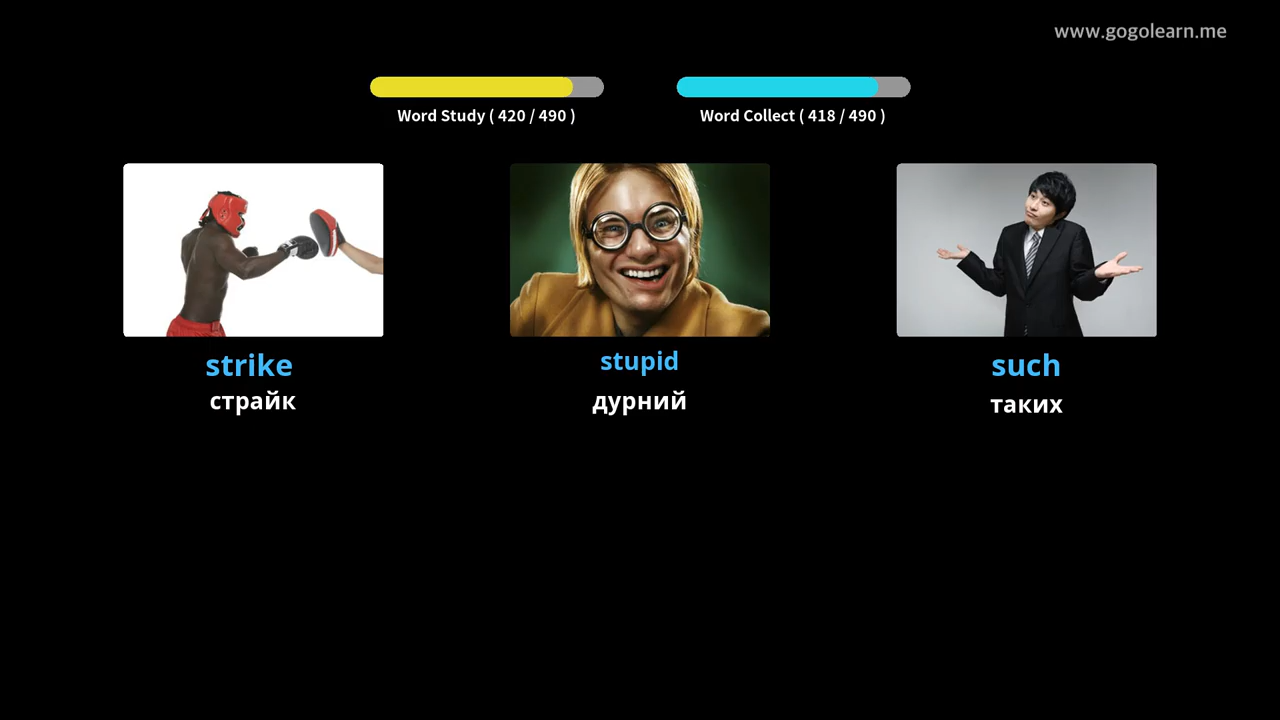 www.gogolearn.me
Word Study ( 420 / 490 )
Word Collect ( 418 / 490 )
strike
страйк
stupid
дурний
such
таких